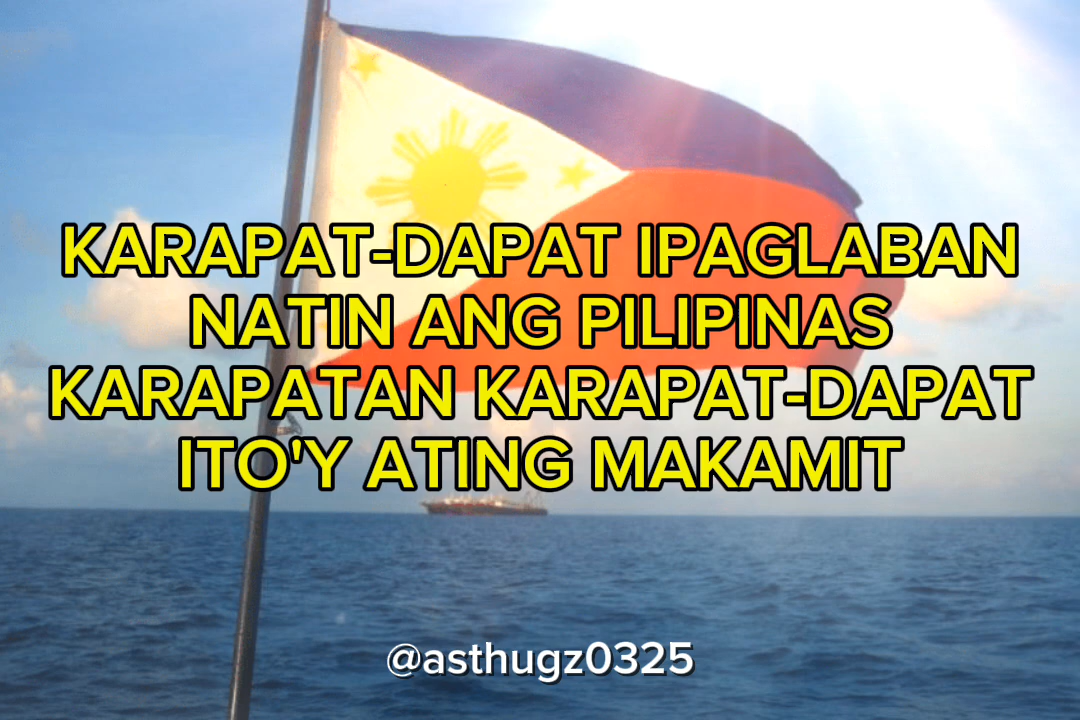 KARAPAT-DAPAT IPAGLABAN
NATIN ANG PILIPINAS
KARAPATAN KARAPAT-DAPAT
ITO'Y ATING MAKAMIT
@asthugz0325